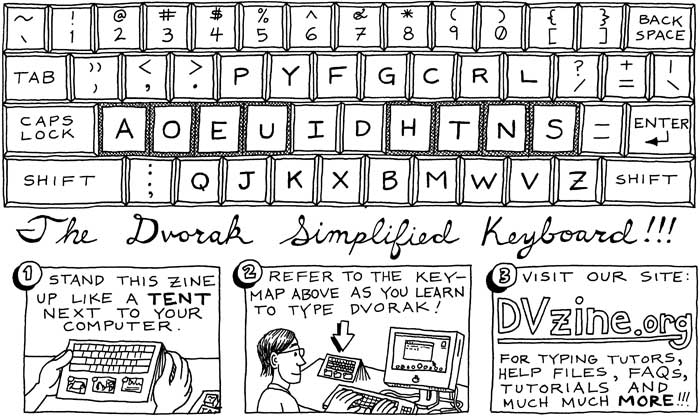 ~ ! @ # $ % ^ & * ( ) { } BACK
` 1 2 3 4 5 6 7 8 9 0 [ ] SPACE
TAB " < > P Y F G C R L ? + |
' , . / = \
CAPS LOCK A O E U I D H T N S — ENTER
SHIFT : ; Q J K X B M W V Z SHIFT
The Dvorak Simplified Keyboard!!!
1 STAND THIS ZINE
UP LIKE A TENT
NEXT TO YOUR
COMPUTER.
2 REFER TO THE KEY-
MAP ABOVE AS YOU LEARN
TO TYPE DVORAK!
3 VISIT OUR SITE:
DVzine.org
FOR TYPING TUTORS,
HELP FILES, FAQS,
TUTORIALS AND
MUCH MUCH MORE!!!